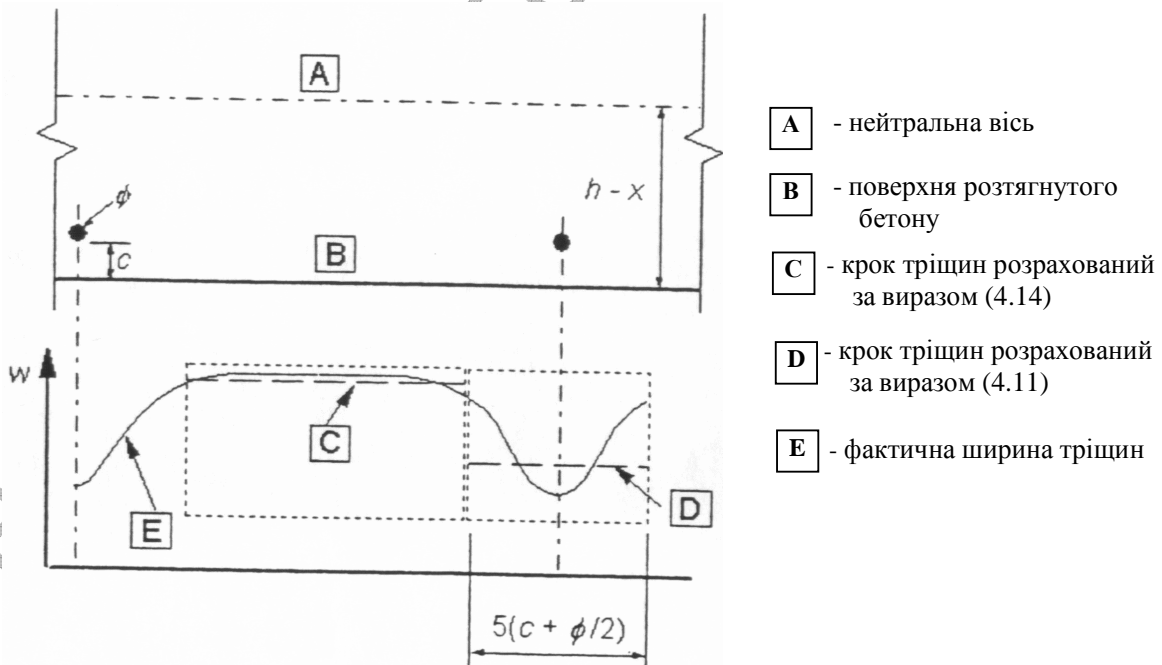 A
ϕ
c
B
h - x
w
C
D
E
5(c + ϕ/2)
A - нейтральна вісь
B - поверхня розтягнутого
бетону
C - крок тріщин розрахований
за виразом (4.14)
D - крок тріщин розрахований
за виразом (4.11)
E - фактична ширина тріщин